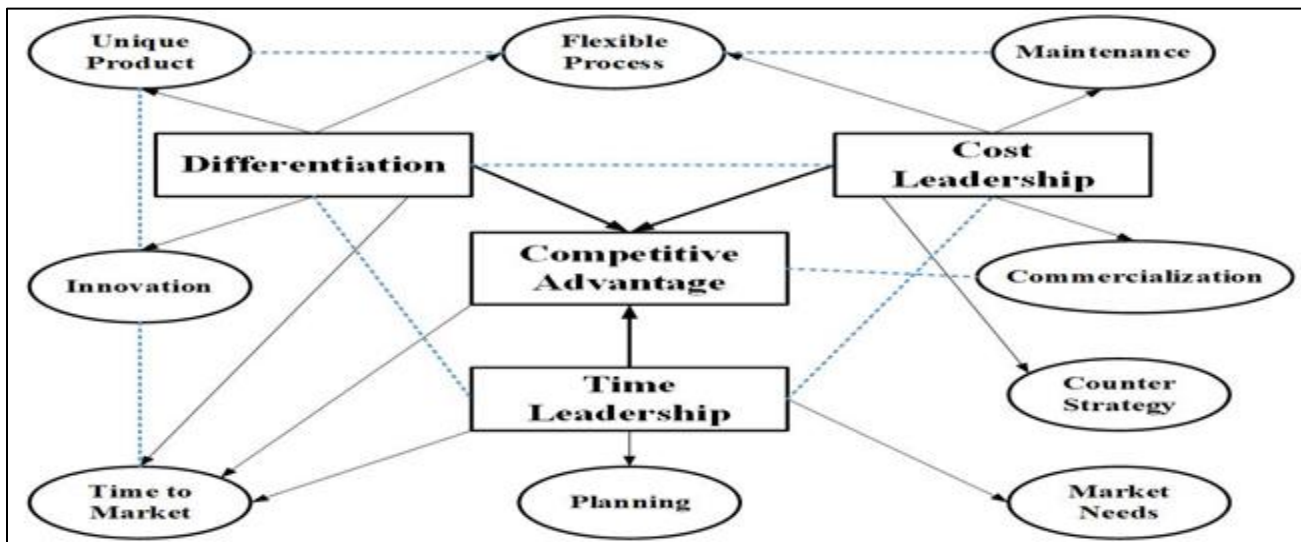 Unique
Product
Flexible
Process
Maintenance
Differentiation
Cost
Leadership
Competitive
Advantage
Innovation
Commercialization
Time
Leadership
Counter
Strategy
Time to
Market
Planning
Market
Needs